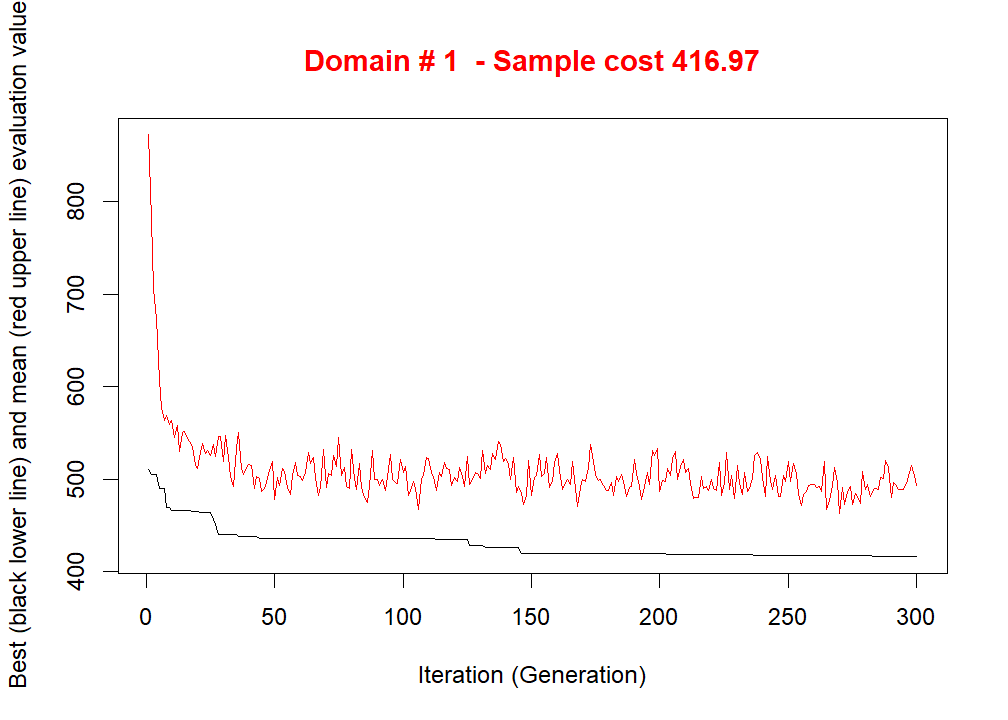 Domain # 1  - Sample cost 416.97
Best (black lower line) and mean (red upper line) evaluation value
800
700
600
500
400
0 50 100 150 200 250 300
Iteration (Generation)